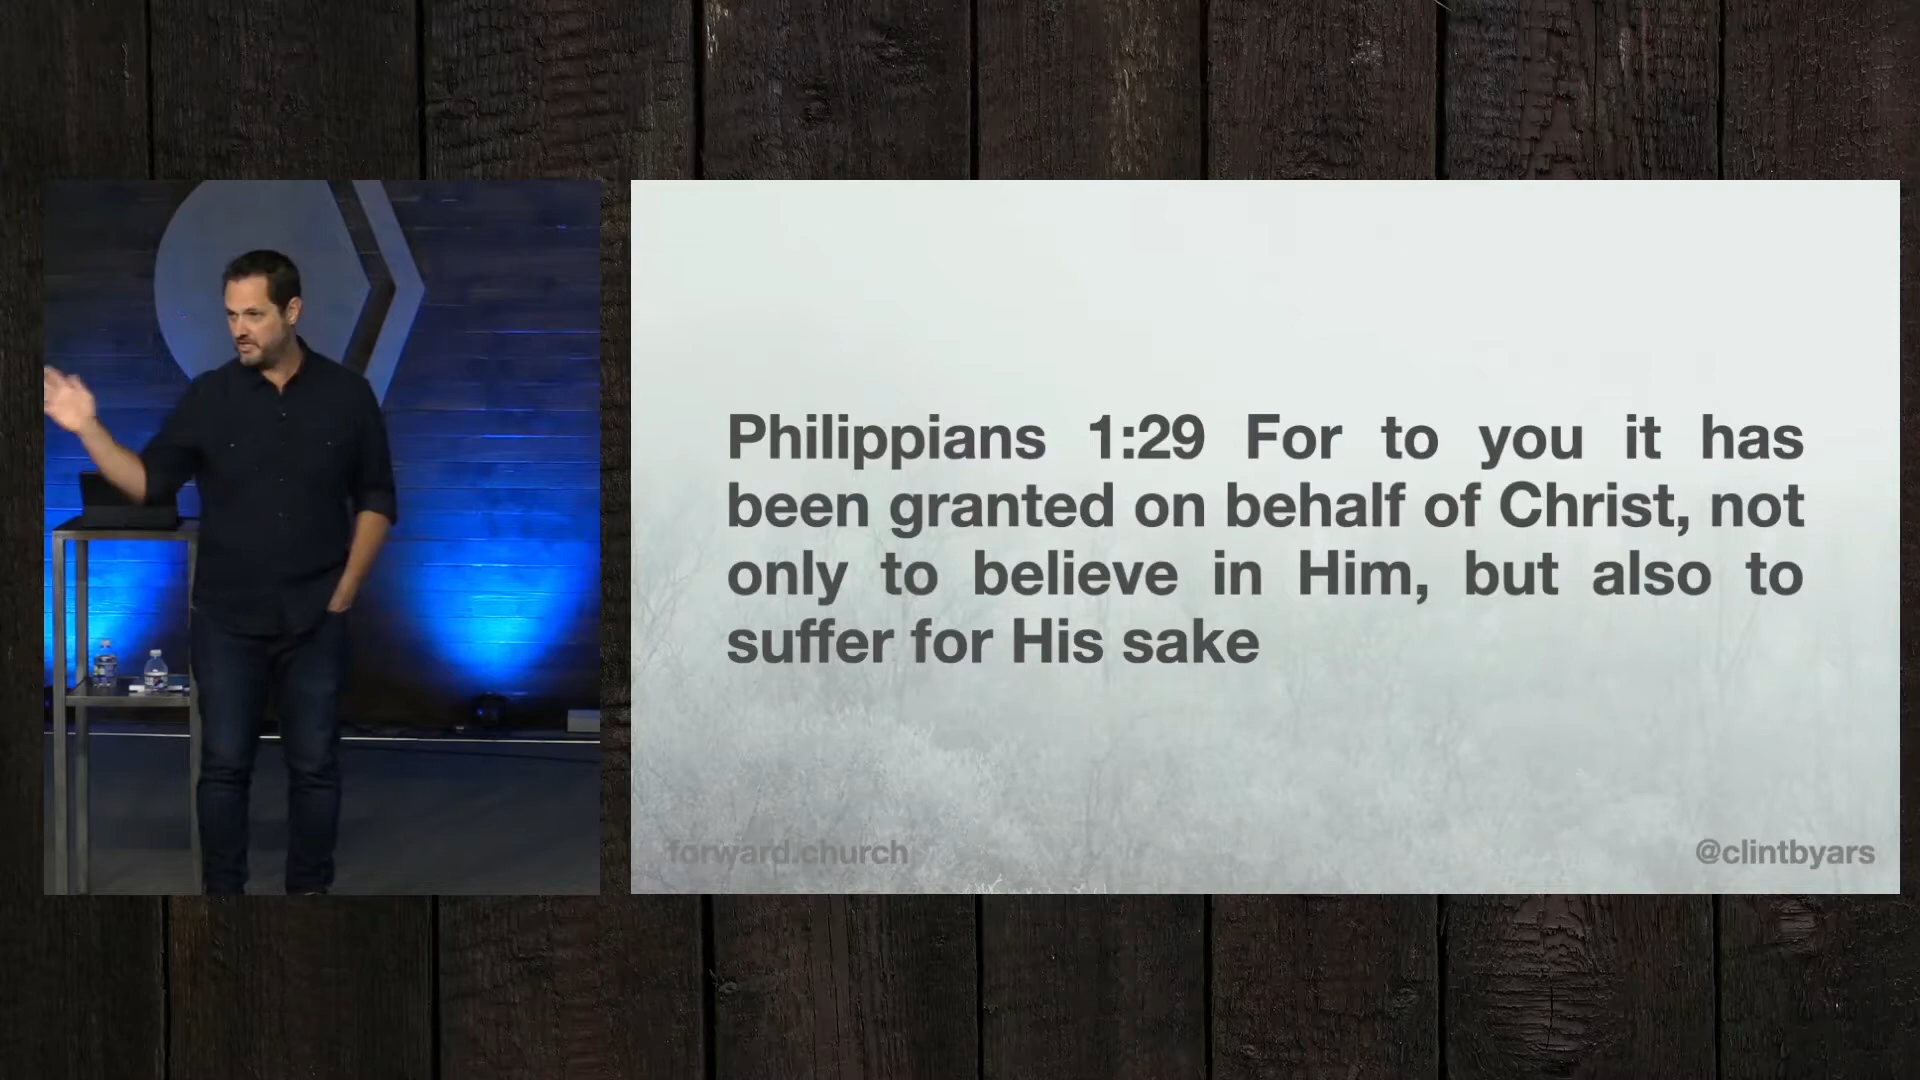 Philippians 1:29 For to you it has
been granted on behalf of Christ, not
only to believe in Him, but also to
suffer for His sake
forward.church
@clintbyars